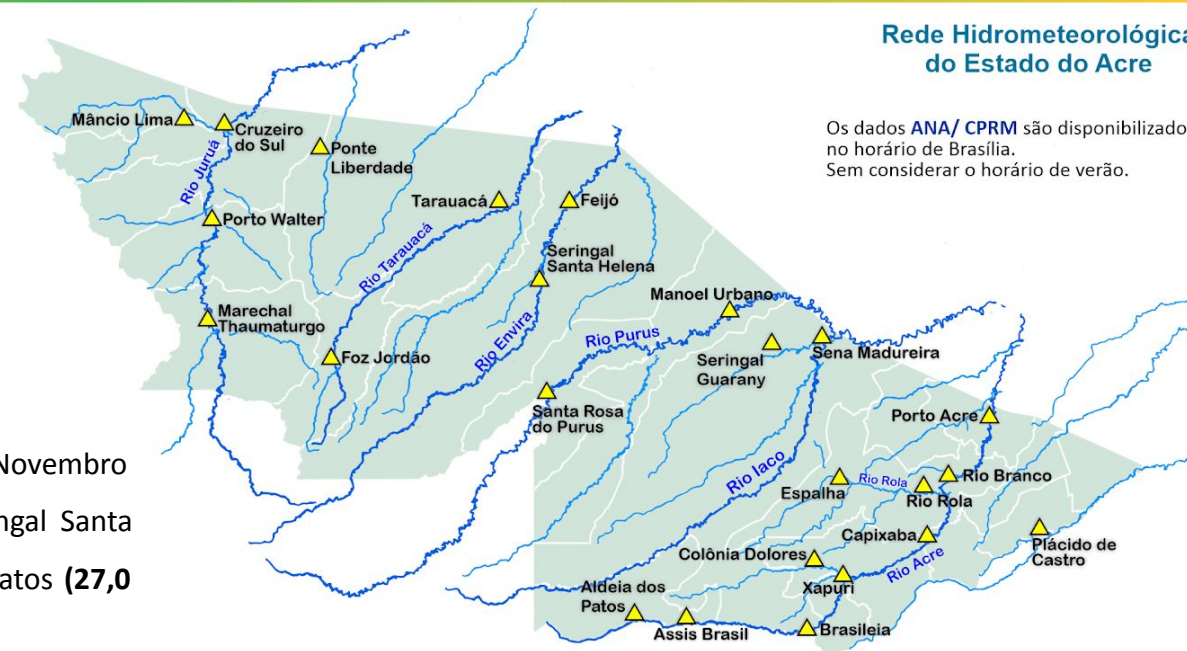 Rede Hidrometeorológica
do Estado do Acre
Os dados ANA/ CPRM são disponibilizado
no horário de Brasília.
Sem considerar o horário de verão.
Mâncio Lima
Cruzeiro
do Sul
Ponte
Liberdade
Rio Juruá
Tarauacá
Feijó
Porto Walter
Rio Tarauacá
Seringal
Santa Helena
Manoel Urbano
Marechal
Thaumaturgo
Rio Envira
Rio Purus
Foz Jordão
Seringal
Guarany
Sena Madureira
Santa Rosa
do Purus
Porto Acre
Novembro
Rio Iaco
Espalha
Rio Rola
Rio Branco
Rio Rola
ngal Santa
Capixaba
Plácido de
Castro
Colônia Dolores
Rio Acre
atos (27,0
Aldeia dos
Patos
Xapuri
Assis Brasil
Brasileia